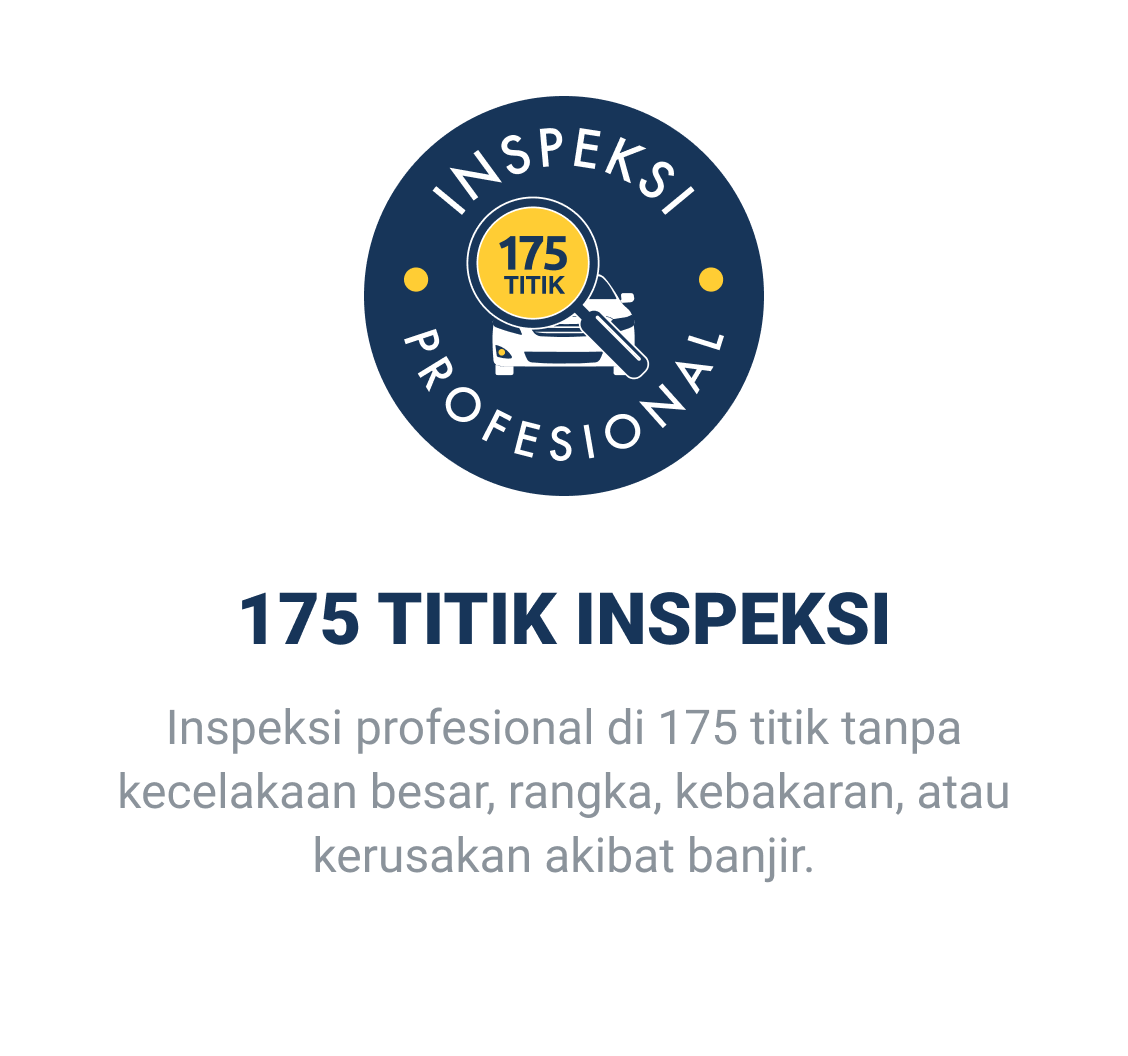 INSPEKSI
175
TITIK
PROFESIONAL
175 TITIK INSPEKSI
Inspeksi profesional di 175 titik tanpa
kecelakaan besar, rangka, kebakaran, atau
kerusakan akibat banjir.